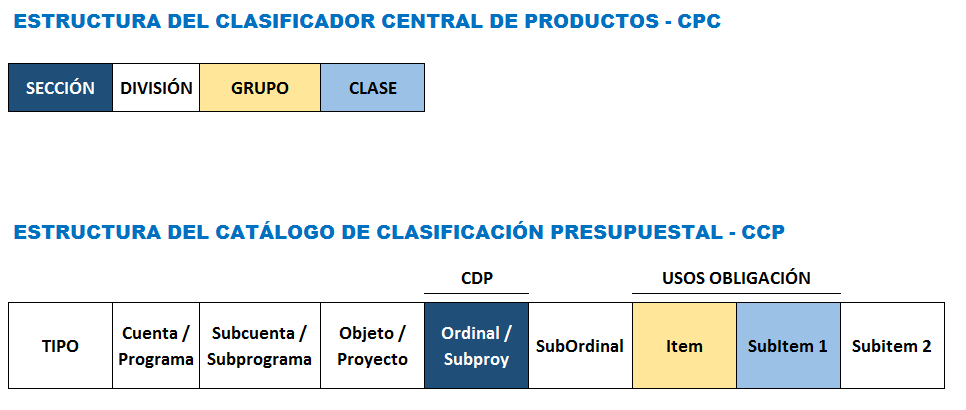 ESTRUCTURA DEL CLASIFICADOR CENTRAL DE PRODUCTOS - CPC
SECCIÓN DIVISIÓN GRUPO CLASE
ESTRUCTURA DEL CATÁLOGO DE CLASIFICACIÓN PRESUPUESTAL - CCP
CDP USOS OBLIGACIÓN
TIPO
Cuenta /
Programa
Subcuenta /
Subprograma
Objeto /
Proyecto
Ordinal /
Subproy
SubOrdinal
Item
SubItem 1
Subitem 2